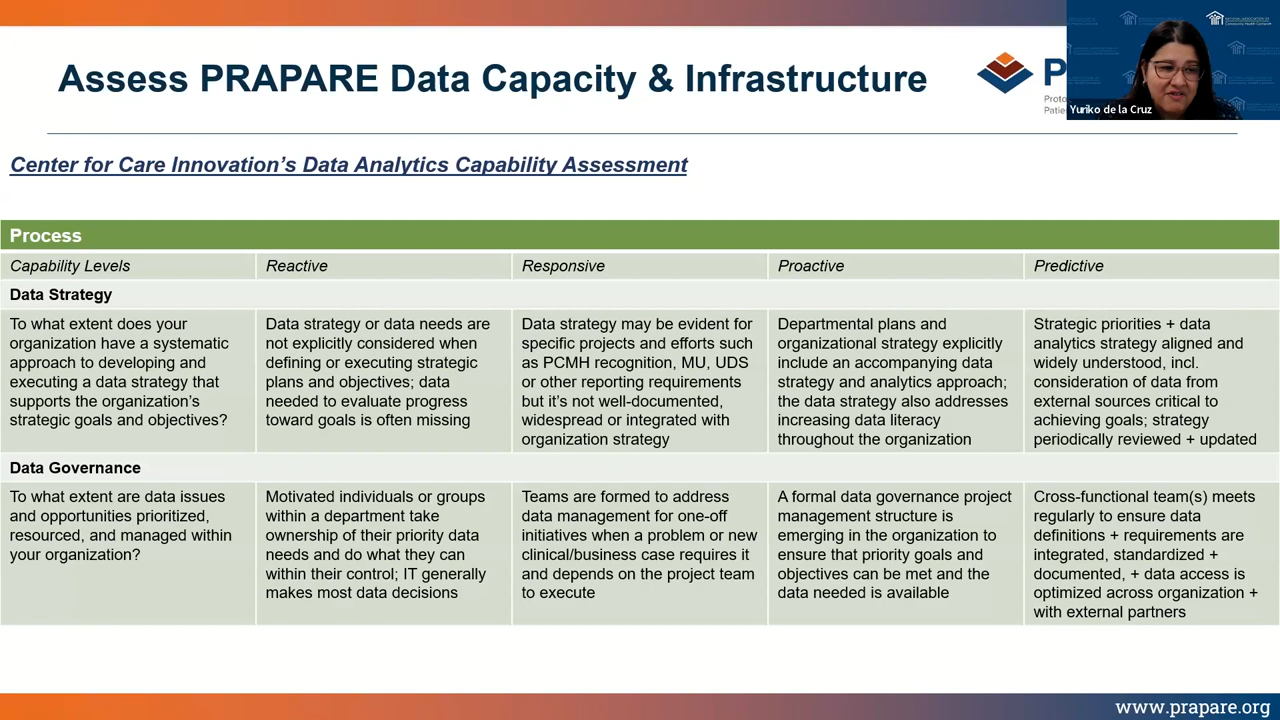 Assess PRAPARE Data Capacity & Infrastructure
P
Proto
Patie
Yuriko de la Cruz
Center for Care Innovation's Data Analytics Capability Assessment
Process
Capability Levels
Reactive
Responsive
Proactive
Predictive
Data Strategy
To what extent does your
organization have a systematic
approach to developing and
executing a data strategy that
supports the organization's
strategic goals and objectives?
Data strategy or data needs are
not explicitly considered when
defining or executing strategic
plans and objectives; data
needed to evaluate progress
toward goals is often missing
Data strategy may be evident for
specific projects and efforts such
as PCMH recognition, MU, UDS
or other reporting requirements
but it's not well-documented,
widespread or integrated with
organization strategy
Departmental plans and
organizational strategy explicitly
include an accompanying data
strategy and analytics approach;
the data strategy also addresses
increasing data literacy
throughout the organization
Strategic priorities + data
analytics strategy aligned and
widely understood, incl.
consideration of data from
external sources critical to
achieving goals; strategy
periodically reviewed + updated
Data Governance
To what extent are data issues
and opportunities prioritized,
resourced, and managed within
your organization?
Motivated individuals or groups
within a department take
ownership of their priority data
needs and do what they can
within their control; IT generally
makes most data decisions
Teams are formed to address
data management for one-off
initiatives when a problem or new
clinical/business case requires it
and depends on the project team
to execute
A formal data governance project
management structure is
emerging in the organization to
ensure that priority goals and
objectives can be met and the
data needed is available
Cross-functional team(s) meets
regularly to ensure data
definitions + requirements are
integrated, standardized +
documented, + data access is
optimized across organization +
with external partners
www.prapare.org